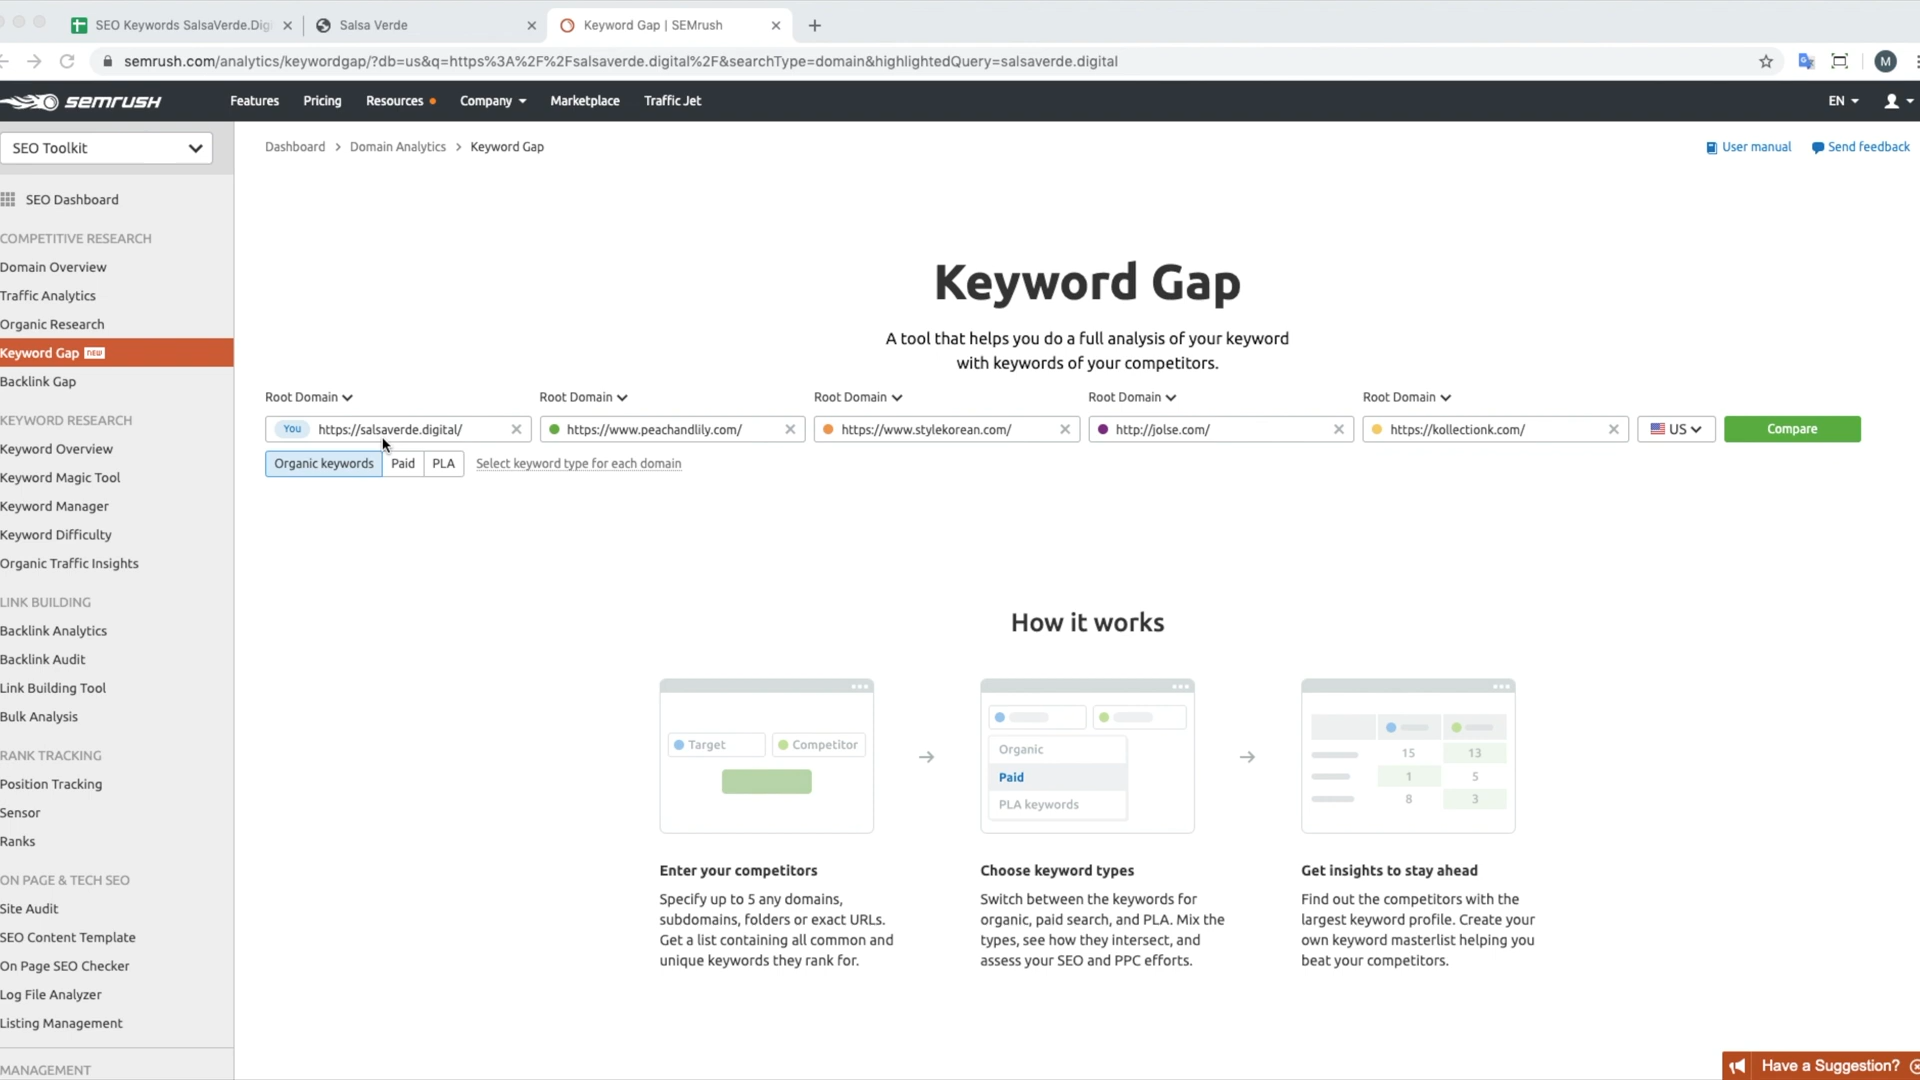 SEO Keywords SalsaVerde.Dig
Salsa Verde
Keyword Gap | SEMrush
semrush.com/analytics/keywordgap/?db=us&q=https%3A%2F%2Fsalsaverde.digital%2F&searchType=domain&highlightedQuery=salsaverde.digital
M
SEMRUSH
Features
Pricing
Resources
Company
Marketplace
Traffic Jet
EN
SEO Toolkit
Dashboard > Domain Analytics > Keyword Gap
User manual
Send feedback
SEO Dashboard
COMPETITIVE RESEARCH
Domain Overview
Traffic Analytics
Organic Research
Keyword Gap NEW
Backlink Gap
KEYWORD RESEARCH
Keyword Overview
Keyword Magic Tool
Keyword Manager
Keyword Difficulty
Organic Traffic Insights
LINK BUILDING
Backlink Analytics
Backlink Audit
Link Building Tool
Bulk Analysis
RANK TRACKING
Position Tracking
Sensor
Ranks
ON PAGE & TECH SEO
Site Audit
SEO Content Template
On Page SEO Checker
Log File Analyzer
Listing Management
MANAGEMENT
Keyword Gap
A tool that helps you do a full analysis of your keyword
with keywords of your competitors.
Root Domain
Root Domain
Root Domain
Root Domain
Root Domain
You https://salsaverde.digital/
https://www.peachandlily.com/
https://www.stylekorean.com/
http://jolse.com/
https://kollectionk.com/
US
Compare
Organic keywords
Paid
PLA
Select keyword type for each domain
How it works
Target
Competitor
Organic
Paid
PLA keywords
15 13
1 5
8 3
Enter your competitors
Specify up to 5 any domains,
subdomains, folders or exact URLs.
Get a list containing all common and
unique keywords they rank for.
Choose keyword types
Switch between the keywords for
organic, paid search, and PLA. Mix the
types, see how they intersect, and
assess your SEO and PPC efforts.
Get insights to stay ahead
Find out the competitors with the
largest keyword profile. Create your
own keyword masterlist helping you
beat your competitors.
Have a Suggestion?